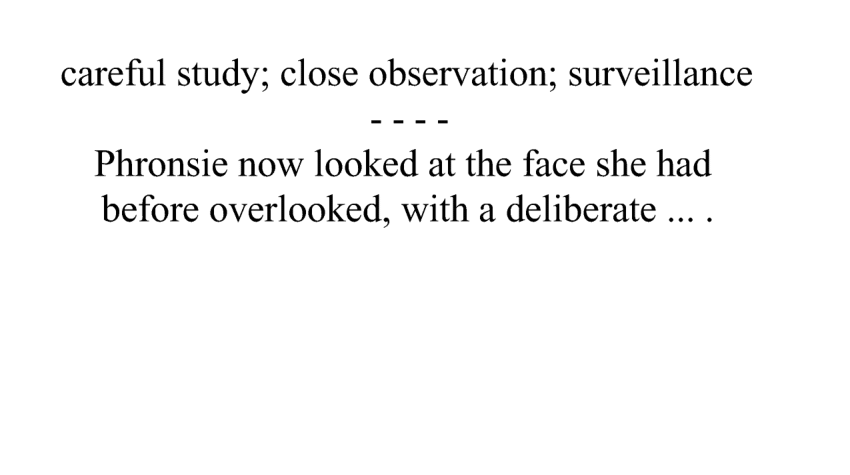 careful study; close observation; surveillance
- - - -
Phronsie now looked at the face she had
before overlooked, with a deliberate ... .